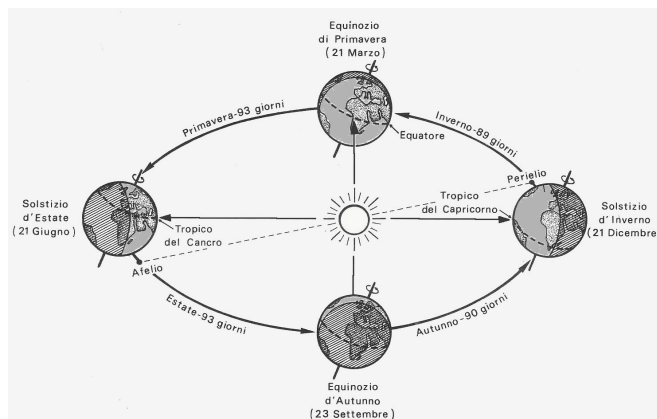 Equinozio
di Primavera
(21 Marzo)
Primavera-93 giorni
Inverno-89 giorni
Equatore
Perielio
Solstizio
d'Estate
(21 Giugno)
Tropico
del Cancro
Tropico
del Capricorno
Solstizio
d'Inverno
(21 Dicembre
Afelio
Estate-93 giorni
Autunno-90 giorni
Equinozio
d'Autunno
(23 Settembre)